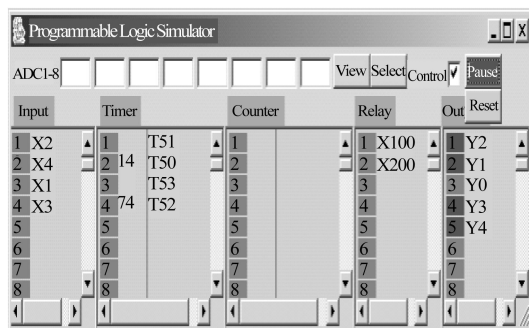 Programmable Logic Simulator
ADC1-8 View Select Control Pause
Input Timer Counter Relay Out Reset
1 X2 1 T51 1 1 X100 1 Y2
2 X4 2 14 T50 2 2 X200 2 Y1
3 X1 3 T53 3 3 3 Y0
4 X3 4 74 T52 4 4 4 Y3
5 5 5 5 5 Y4
6 6 6 6 6
7 7 7 7 7
8 8 8 8 8